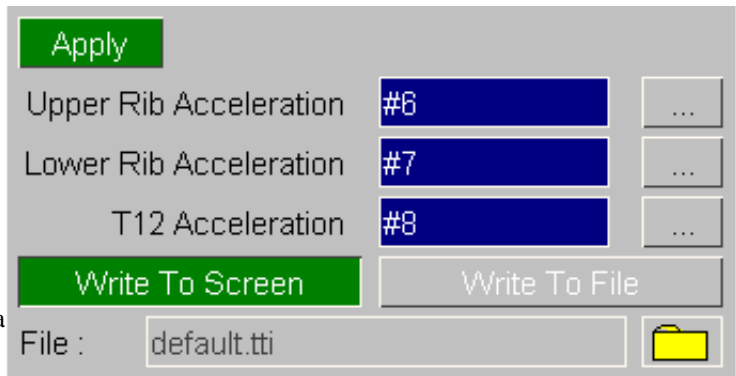 Apply
Upper Rib Acceleration #6 ...
Lower Rib Acceleration #7 ...
T12 Acceleration #8 ...
Write To Screen Write To File
a
File : default.tti